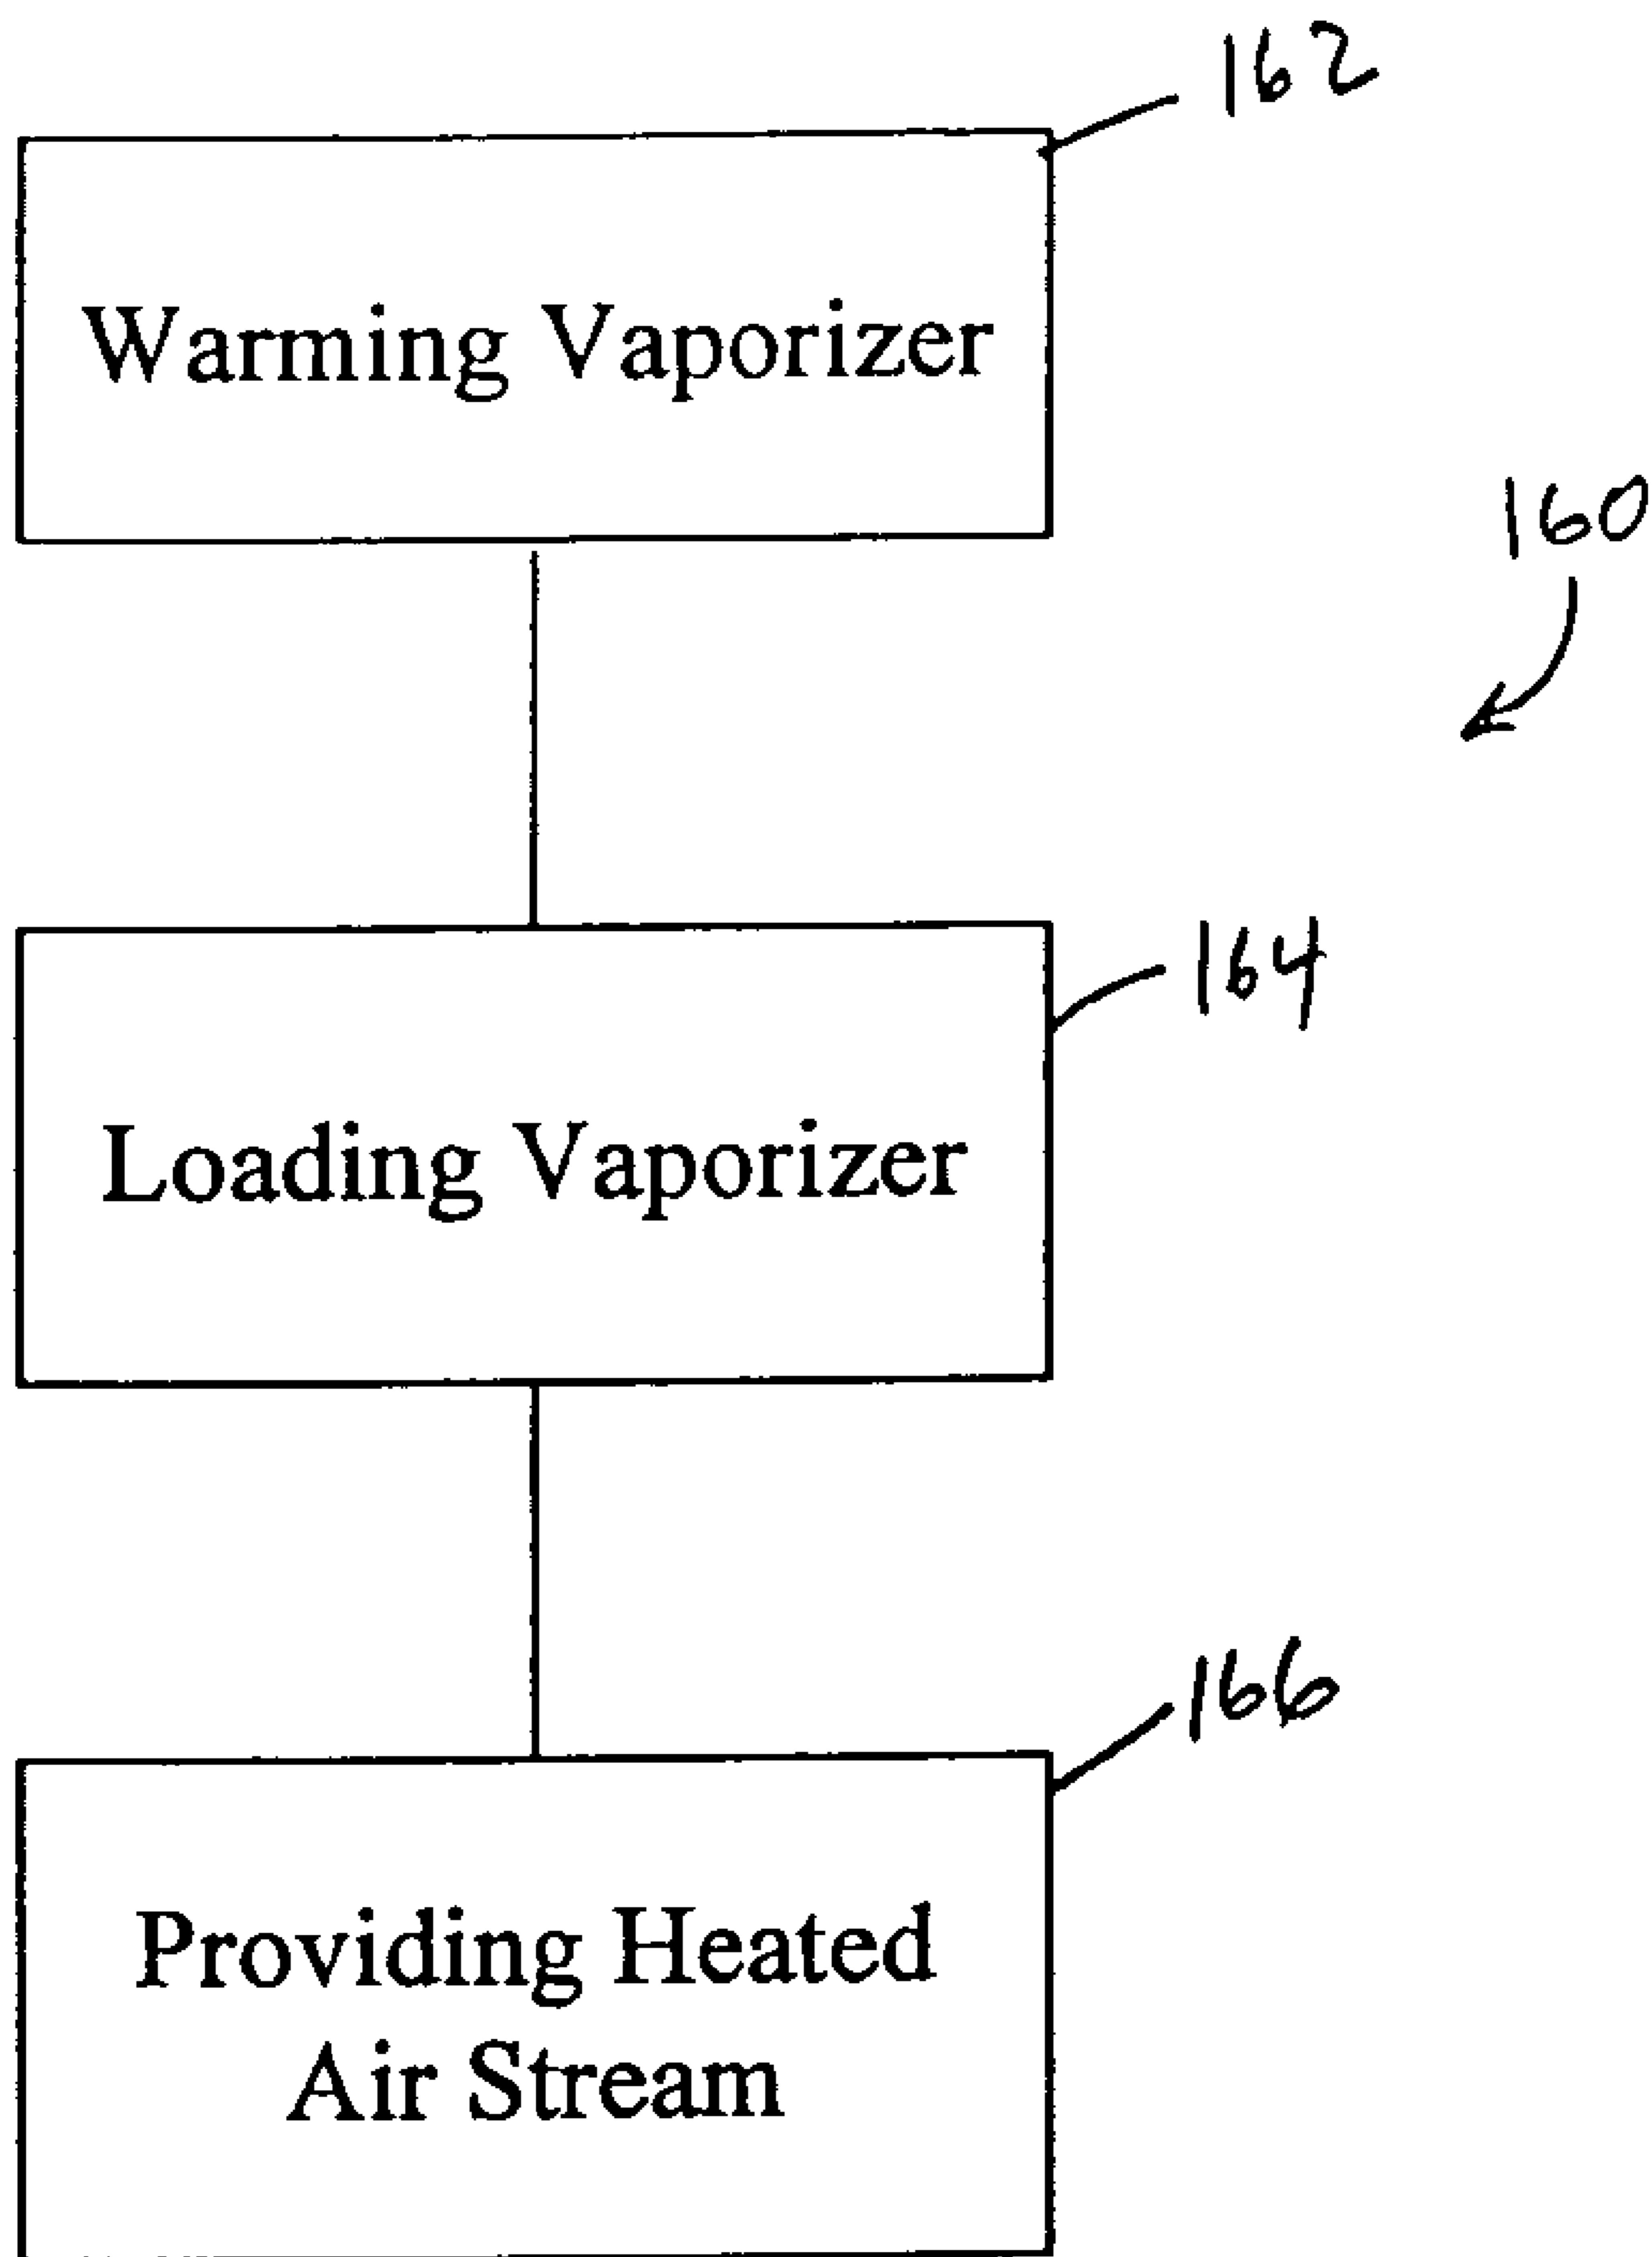 162
Warming Vaporizer
160
164
Loading Vaporizer
166
Providing Heated
Air Stream